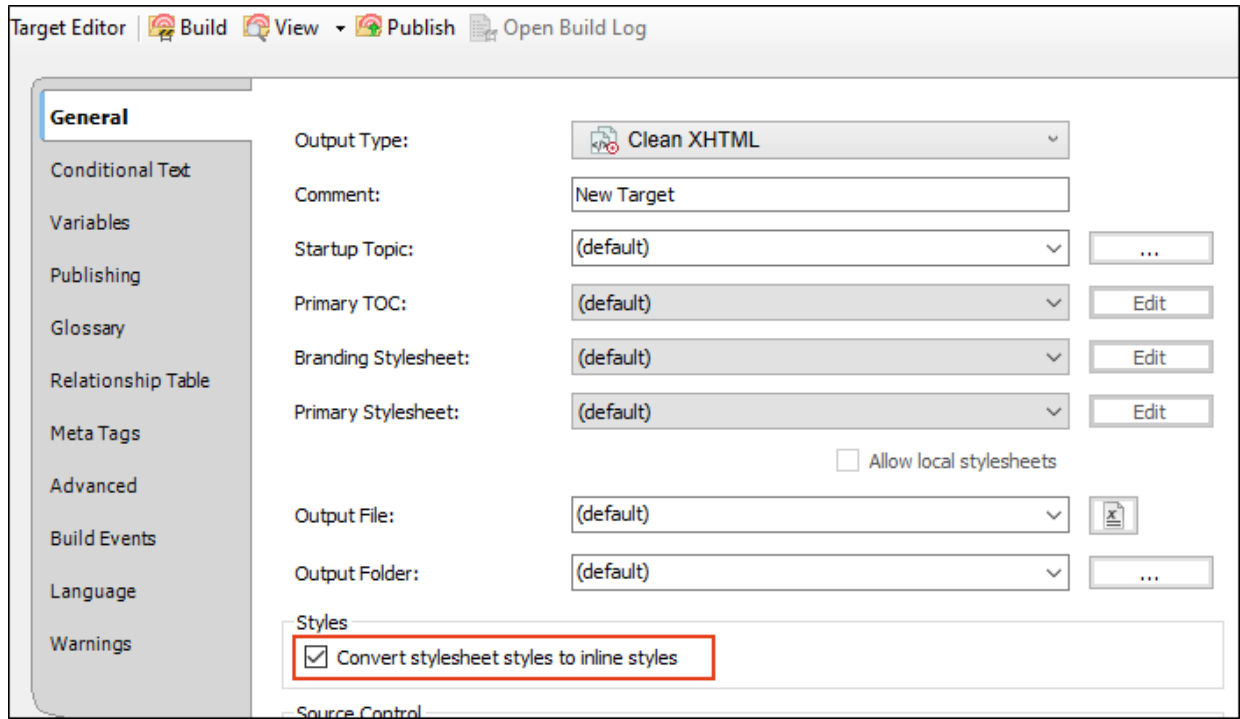 Target Editor Build View Publish Open Build Log
General
Conditional Text
Variables
Publishing
Glossary
Relationship Table
Meta Tags
Advanced
Build Events
Language
Warnings
Output Type: Clean XHTML
Comment: New Target
Startup Topic: (default) ...
Primary TOC: (default) Edit
Branding Stylesheet: (default) Edit
Primary Stylesheet: (default) Edit
Allow local stylesheets
Output File: (default)
Output Folder: (default) ...
Styles
Convert stylesheet styles to inline styles
Source Control